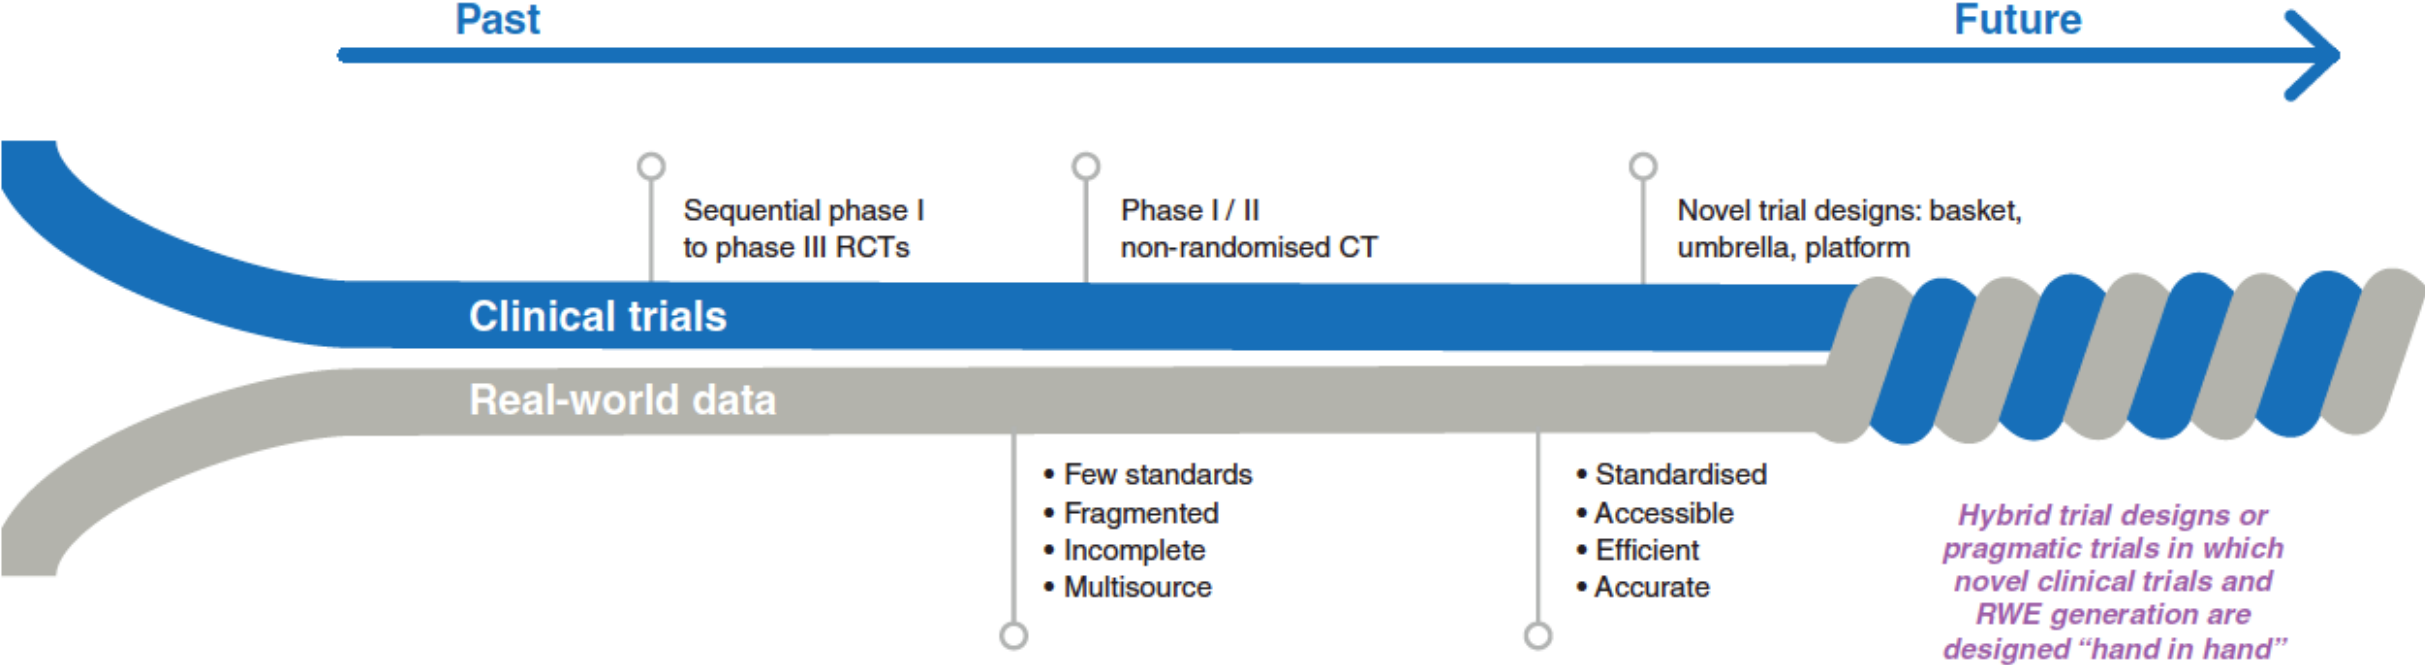 Past
Future
Sequential phase I
to phase III RCTs
Phase I / II
non-randomised CT
Novel trial designs: basket,
umbrella, platform
Clinical trials
Real-world data
• Few standards
• Fragmented
• Incomplete
• Multisource
• Standardised
• Accessible
• Efficient
• Accurate
Hybrid trial designs or
pragmatic trials in which
novel clinical trials and
RWE generation are
designed “hand in hand”